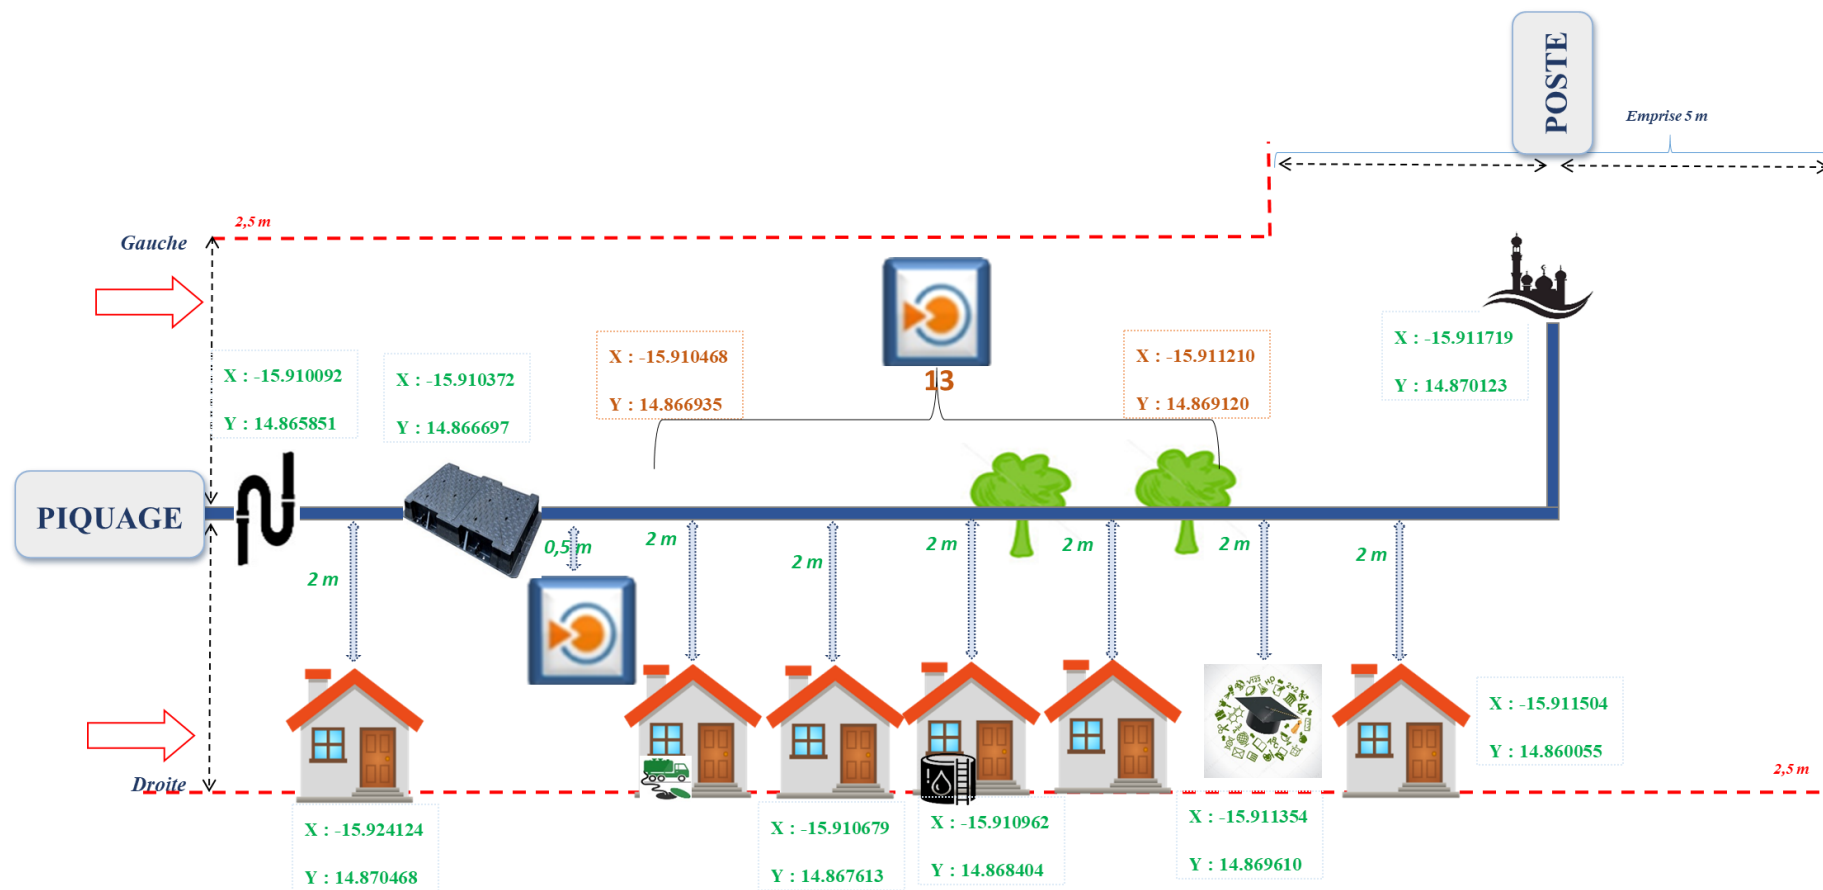 POSTE
Emprise 5 m
2,5 m
Gauche
13
X : -15.910092
Y : 14.865851
X : -15.910372
Y : 14.866697
X : -15.910468
Y : 14.866935
X : -15.911210
Y : 14.869120
X : -15.911719
Y : 14.870123
PIQUAGE
2 m
0,5 m
2 m
2 m
2 m
2 m
2 m
2 m
Droite
2,5 m
X : -15.924124
Y : 14.870468
X : -15.910679
Y : 14.867613
X : -15.910962
Y : 14.868404
X : -15.911354
Y : 14.869610
X : -15.911504
Y : 14.860055